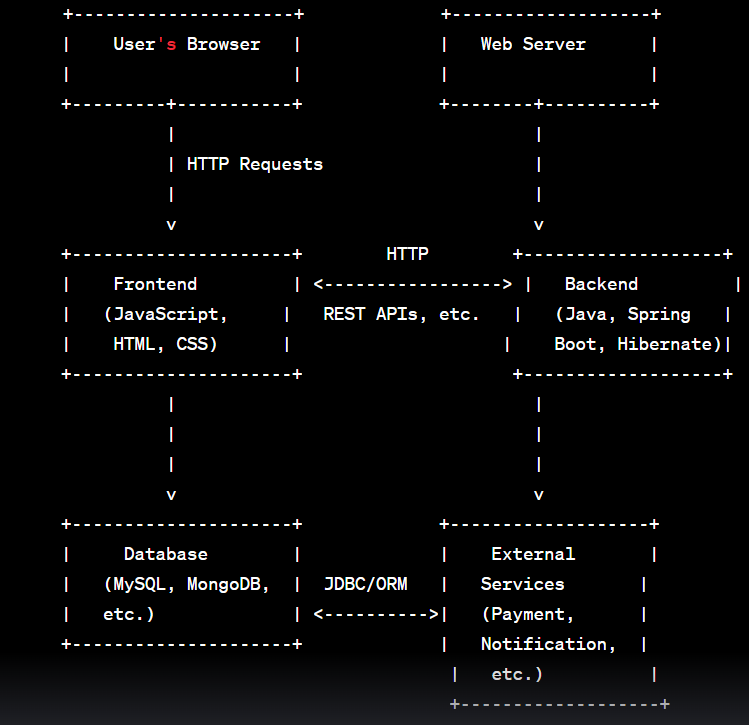 +---------------------+             +-------------------+
|    User's Browser   |             |   Web Server      |
|                     |             |                   |
+---------+-----------+             +--------+----------+
          |                                  |
          | HTTP Requests                    |
          |                                  |
          v                                  v
+---------------------+        HTTP        +-------------------+
|    Frontend         | <----------------> |   Backend         |
|   (JavaScript,     |   REST APIs, etc.   |   (Java, Spring   |
|    HTML, CSS)      |                    |    Boot, Hibernate)|
+---------------------+                    +-------------------+
          |                                  |
          |                                  |
          |                                  |
          v                                  v
+---------------------+             +-------------------+
|     Database        |             |    External       |
|   (MySQL, MongoDB,  |  JDBC/ORM   |   Services       |
|   etc.)             | <---------->|   (Payment,      |
+---------------------+             |   Notification,  |
                                     |   etc.)          |
                                     +-------------------+